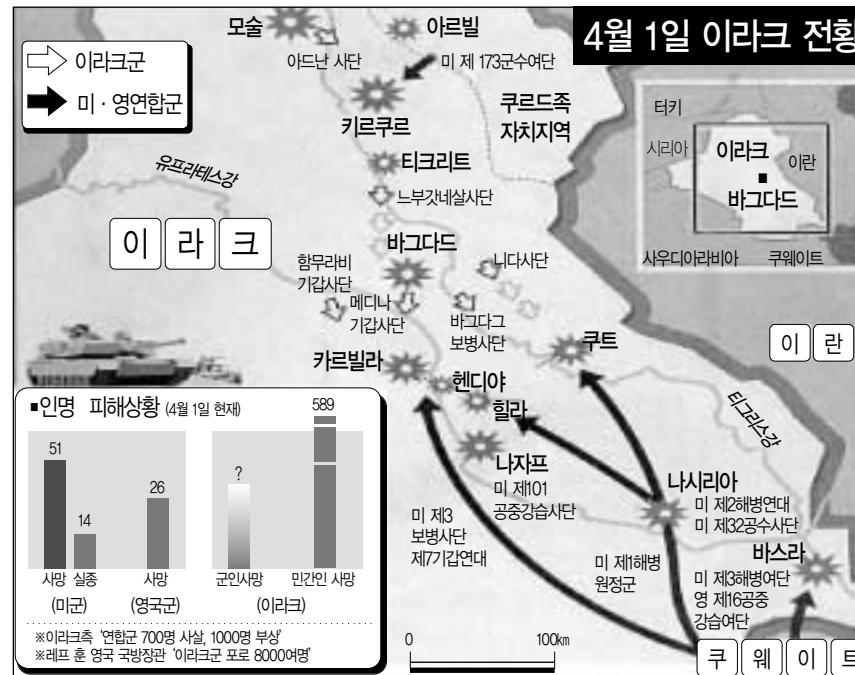 4월 1일 이라크 전황
이라크군
미·영연합군
모술
아르빌
아드난 사단
미 제 173군수여단
키르쿠르
쿠르드족
자치지역
티크리트
유프라테스강
느부갓네살사단
이라크
바그다드
함무라비
기갑사단
메디나
기갑사단
니다사단
바그다그
보병사단
카르빌라
쿠트
헨디야
힐라
나자프
미 제101
공중강습사단
티그리스강
이란
나시리아
미 제2해병연대
미 제32공수사단
미 제3
보병사단
제7기갑연대
미 제1해병
원정군
바스라
미 제3해병여단
영 제16공중
강습여단
쿠웨이트
0 100㎞
터키
시리아
이라크
이란
바그다드
사우디아라비아 쿠웨이트
■인명 피해상황 (4월 1일 현재)
51
14
26
?
589
사망 실종 사망 군인사망 민간인 사망
(미군) (영국군) (이라크)
※이라크측 ‘연합군 700명 사살, 1000명 부상’
※레프 훈 영국 국방장관 ‘이라크군 포로 8000여명’